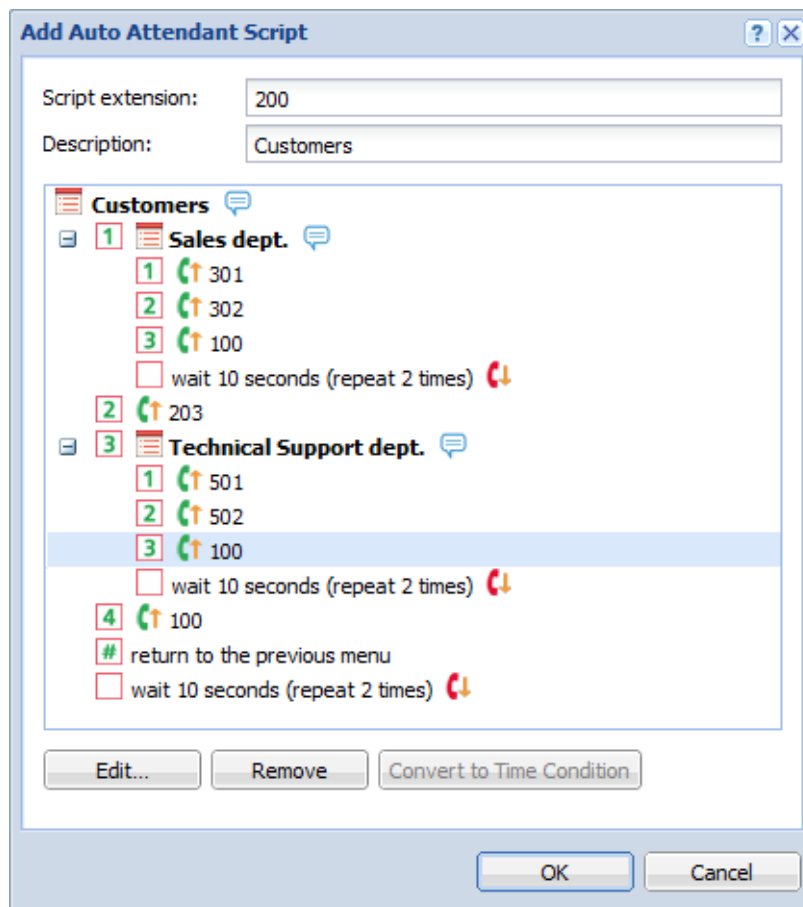 Add Auto Attendant Script ?
Script extension: 200
Description: Customers
Customers
1 Sales dept.
1 301
2 302
3 100
wait 10 seconds (repeat 2 times)
2 203
3 Technical Support dept.
1 501
2 502
3 100
wait 10 seconds (repeat 2 times)
4 100
# return to the previous menu
wait 10 seconds (repeat 2 times)
Edit... Remove Convert to Time Condition
OK Cancel